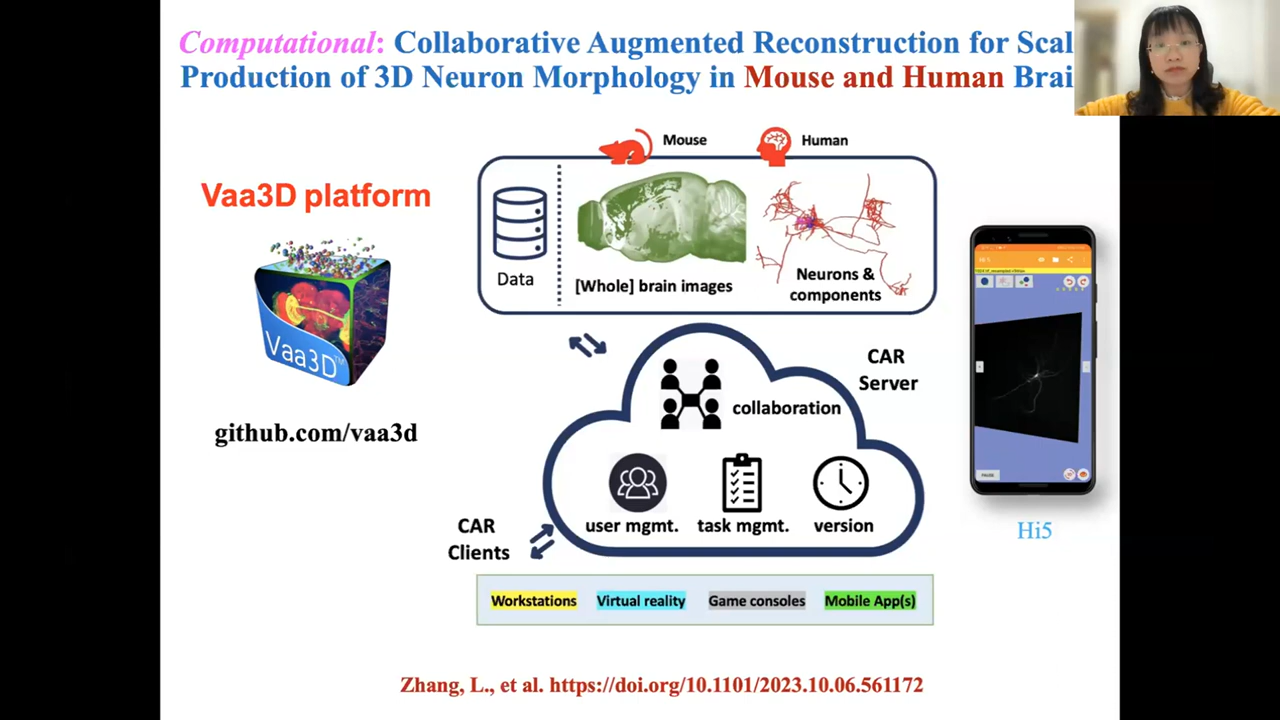 Computational: Collaborative Augmented Reconstruction for Scal
Production of 3D Neuron Morphology in Mouse and Human Brai
Mouse
Human
Vaa3D platform
Data
[Whole] brain images
Neurons &
components
Vaa3D™
github.com/vaa3d
CAR
Server
collaboration
user mgmt.
task mgmt.
version
CAR
Clients
PAUSE
Hi5
Workstations
Virtual reality
Game consoles
Mobile App(s)
Zhang, L., et al. https://doi.org/10.1101/2023.10.06.561172